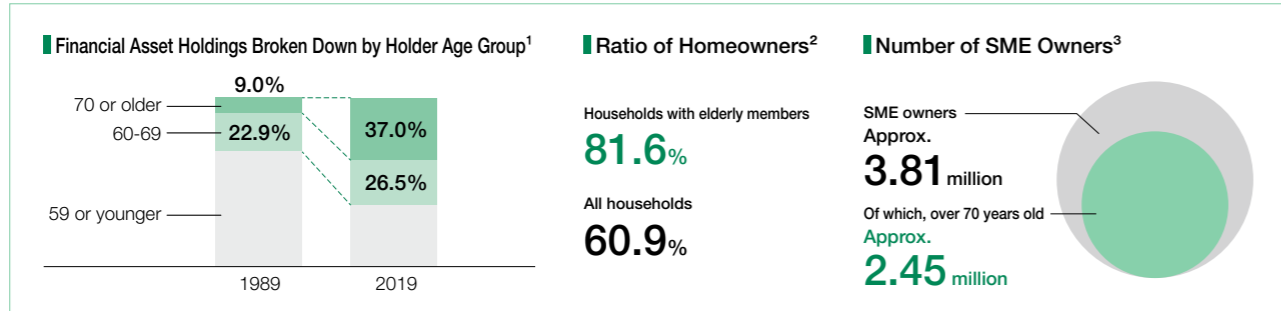 Financial Asset Holdings Broken Down by Holder Age Group¹
9.0%
70 or older
60-69
22.9%
37.0%
26.5%
59 or younger
1989
2019
Ratio of Homeowners²
Households with elderly members
81.6%
All households
60.9%
Number of SME Owners³
SME owners
Approx.
3.81 million
Of which, over 70 years old
Approx.
2.45 million